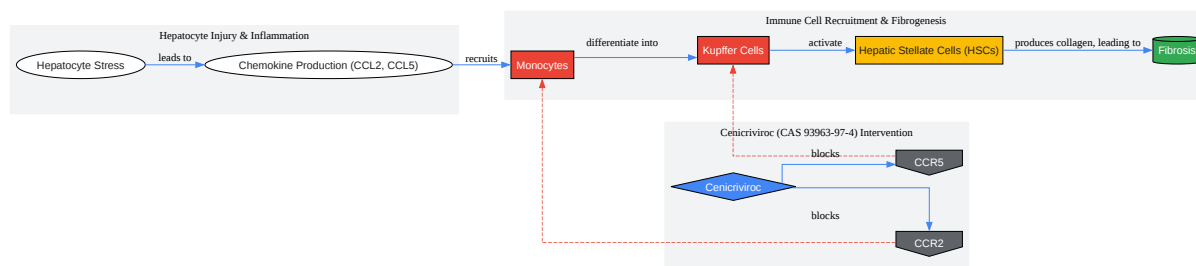 Hepatocyte Injury & Inflammation
Hepatocyte Stress
leads to
Chemokine Production (CCL2, CCL5)
recruits
Immune Cell Recruitment & Fibrogenesis
Monocytes
differentiate into
Kupffer Cells
activate
Hepatic Stellate Cells (HSCs)
produces collagen, leading to
Fibrosis
Cenicriviroc (CAS 93963-97-4) Intervention
Cenicriviroc
blocks
CCR5
blocks
CCR2